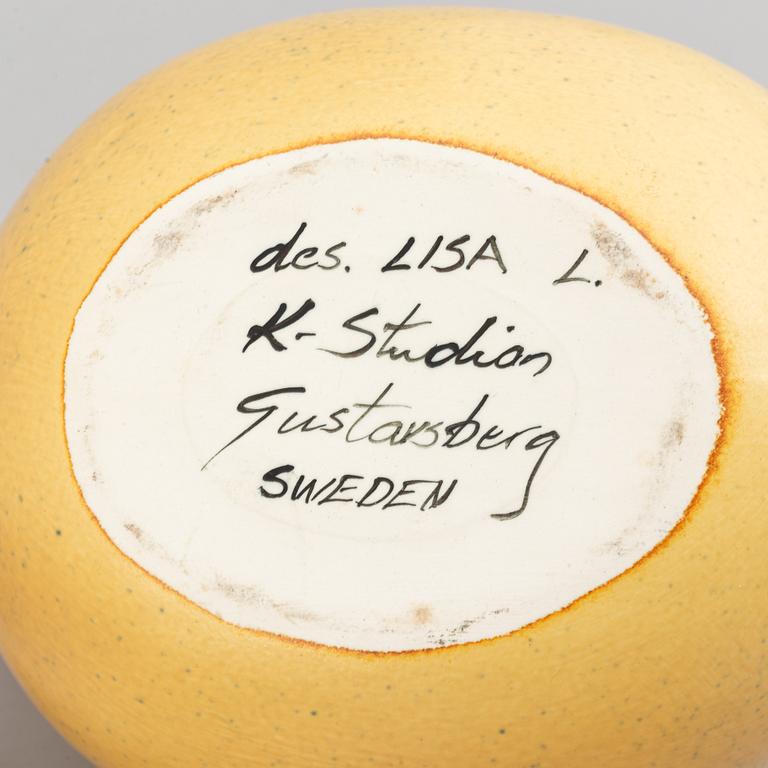 des. LISA L.
K-Studion
Gustavsberg
SWEDEN